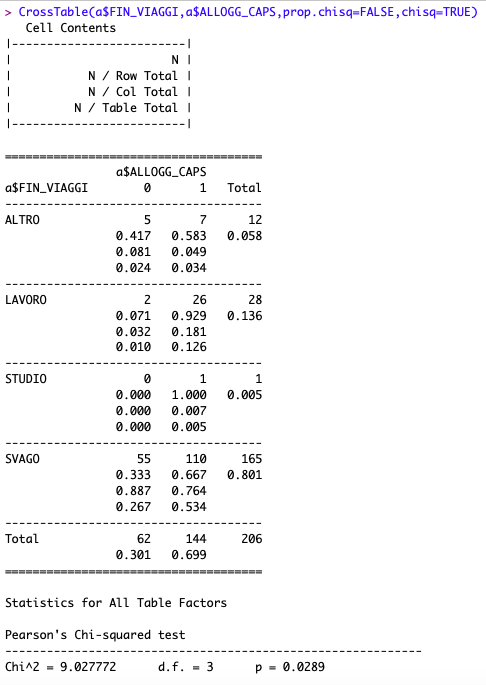 > CrossTable(a$FIN_VIAGGI,a$ALLOGG_CAPS,prop.chisq=FALSE,chisq=TRUE)
   Cell Contents
|-------------------------|
|                       N |
|           N / Row Total |
|           N / Col Total |
|         N / Table Total |
|-------------------------|

=====================================
                a$ALLOGG_CAPS
a$FIN_VIAGGI        0       1   Total
-------------------------------------
ALTRO               5       7      12
                0.417   0.583   0.058
                0.081   0.049
                0.024   0.034
-------------------------------------
LAVORO              2      26      28
                0.071   0.929   0.136
                0.032   0.181
                0.010   0.126
-------------------------------------
STUDIO              0       1       1
                0.000   1.000   0.005
                0.000   0.007
                0.000   0.005
-------------------------------------
SVAGO              55     110     165
                0.333   0.667   0.801
                0.887   0.764
                0.267   0.534
-------------------------------------
Total              62     144     206
                0.301   0.699
=====================================

Statistics for All Table Factors

Pearson's Chi-squared test
------------------------------------------------------------
Chi^2 = 9.027772      d.f. = 3      p = 0.0289